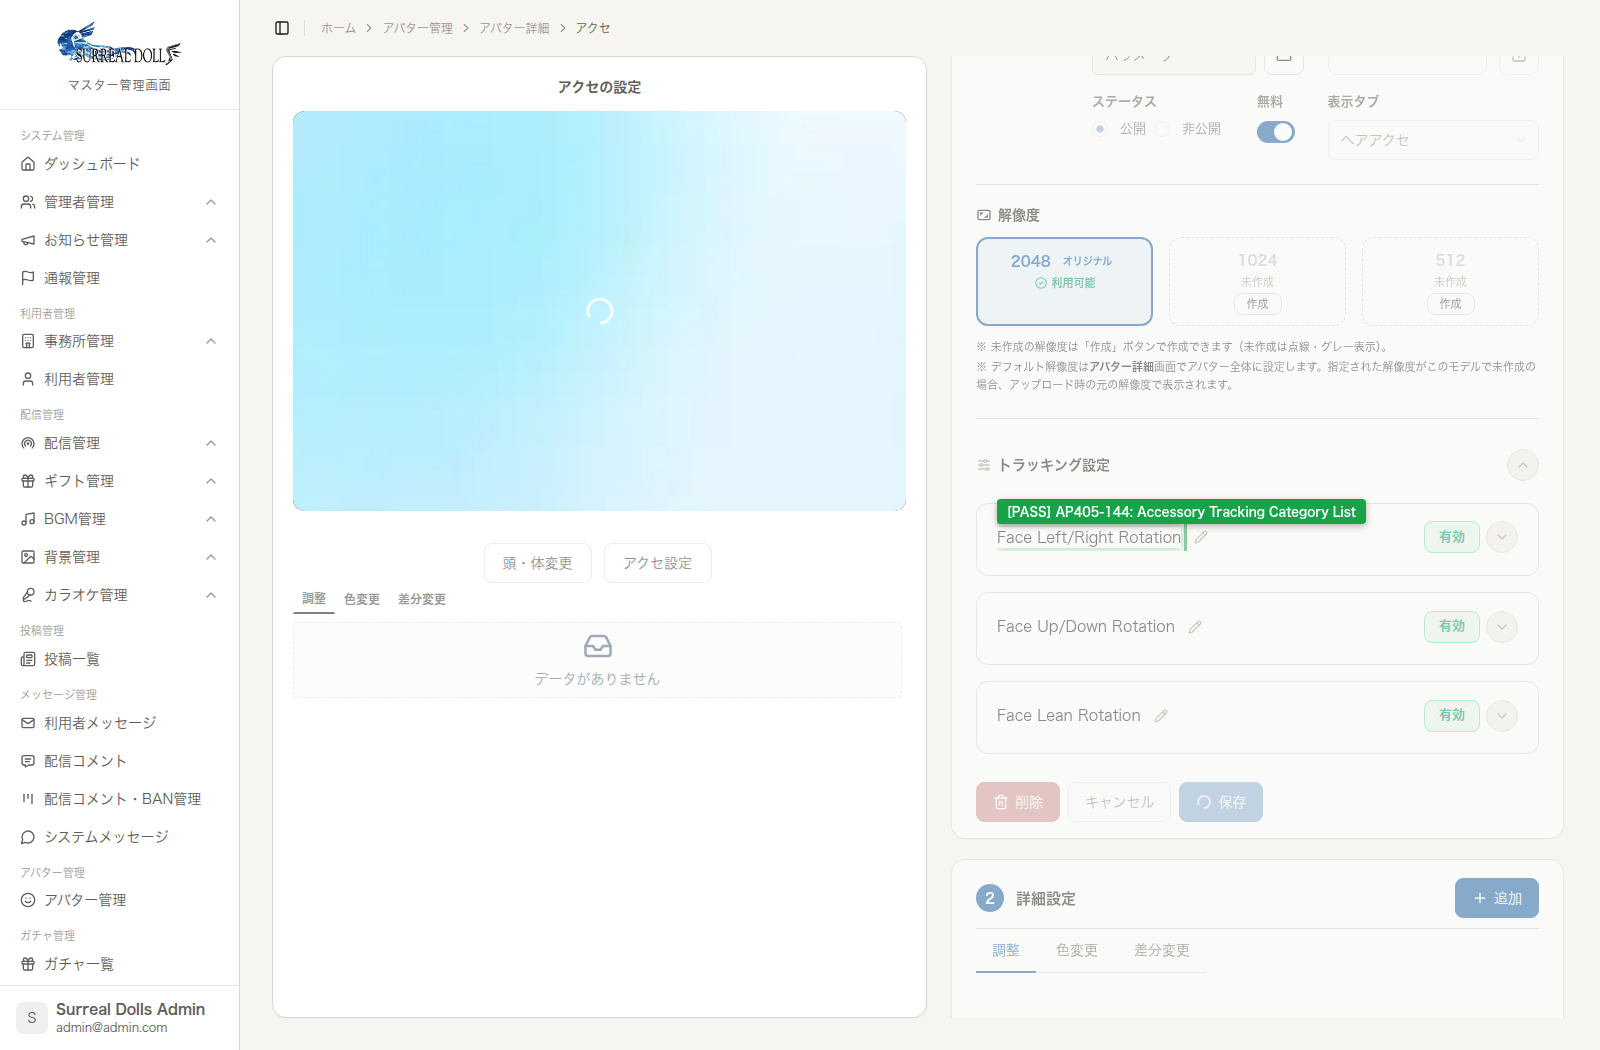 SURREAL DOLL
マスター管理画面
システム管理
ダッシュボード
管理者管理
お知らせ管理
通報管理
利用者管理
事務所管理
利用者管理
配信管理
配信管理
ギフト管理
BGM管理
背景管理
カラオケ管理
投稿管理
投稿一覧
メッセージ管理
利用者メッセージ
配信コメント
配信コメント・BAN管理
システムメッセージ
アバター管理
アバター管理
ガチャ管理
ガチャ一覧
S
Surreal Dolls Admin
admin@admin.com
ホーム > アバター管理 > アバター詳細 > アクセ
アクセの設定
頭・体変更 アクセ設定
調整 色変更 差分変更
データがありません
ステータス 無料 表示タブ
公開 非公開 ヘアアクセ
解像度
2048 オリジナル
利用可能
1024
未作成
作成
512
未作成
作成
※ 未作成の解像度は「作成」ボタンで作成できます（未作成は点線・グレー表示）。
※ デフォルト解像度はアバター詳細画面でアバター全体に設定します。指定された解像度がこのモデルで未作成の
場合、アップロード時の元の解像度で表示されます。
トラッキング設定
[PASS] AP405-144: Accessory Tracking Category List
Face Left/Right Rotation 有効
Face Up/Down Rotation 有効
Face Lean Rotation 有効
削除 キャンセル 保存
2 詳細設定 + 追加
調整 色変更 差分変更